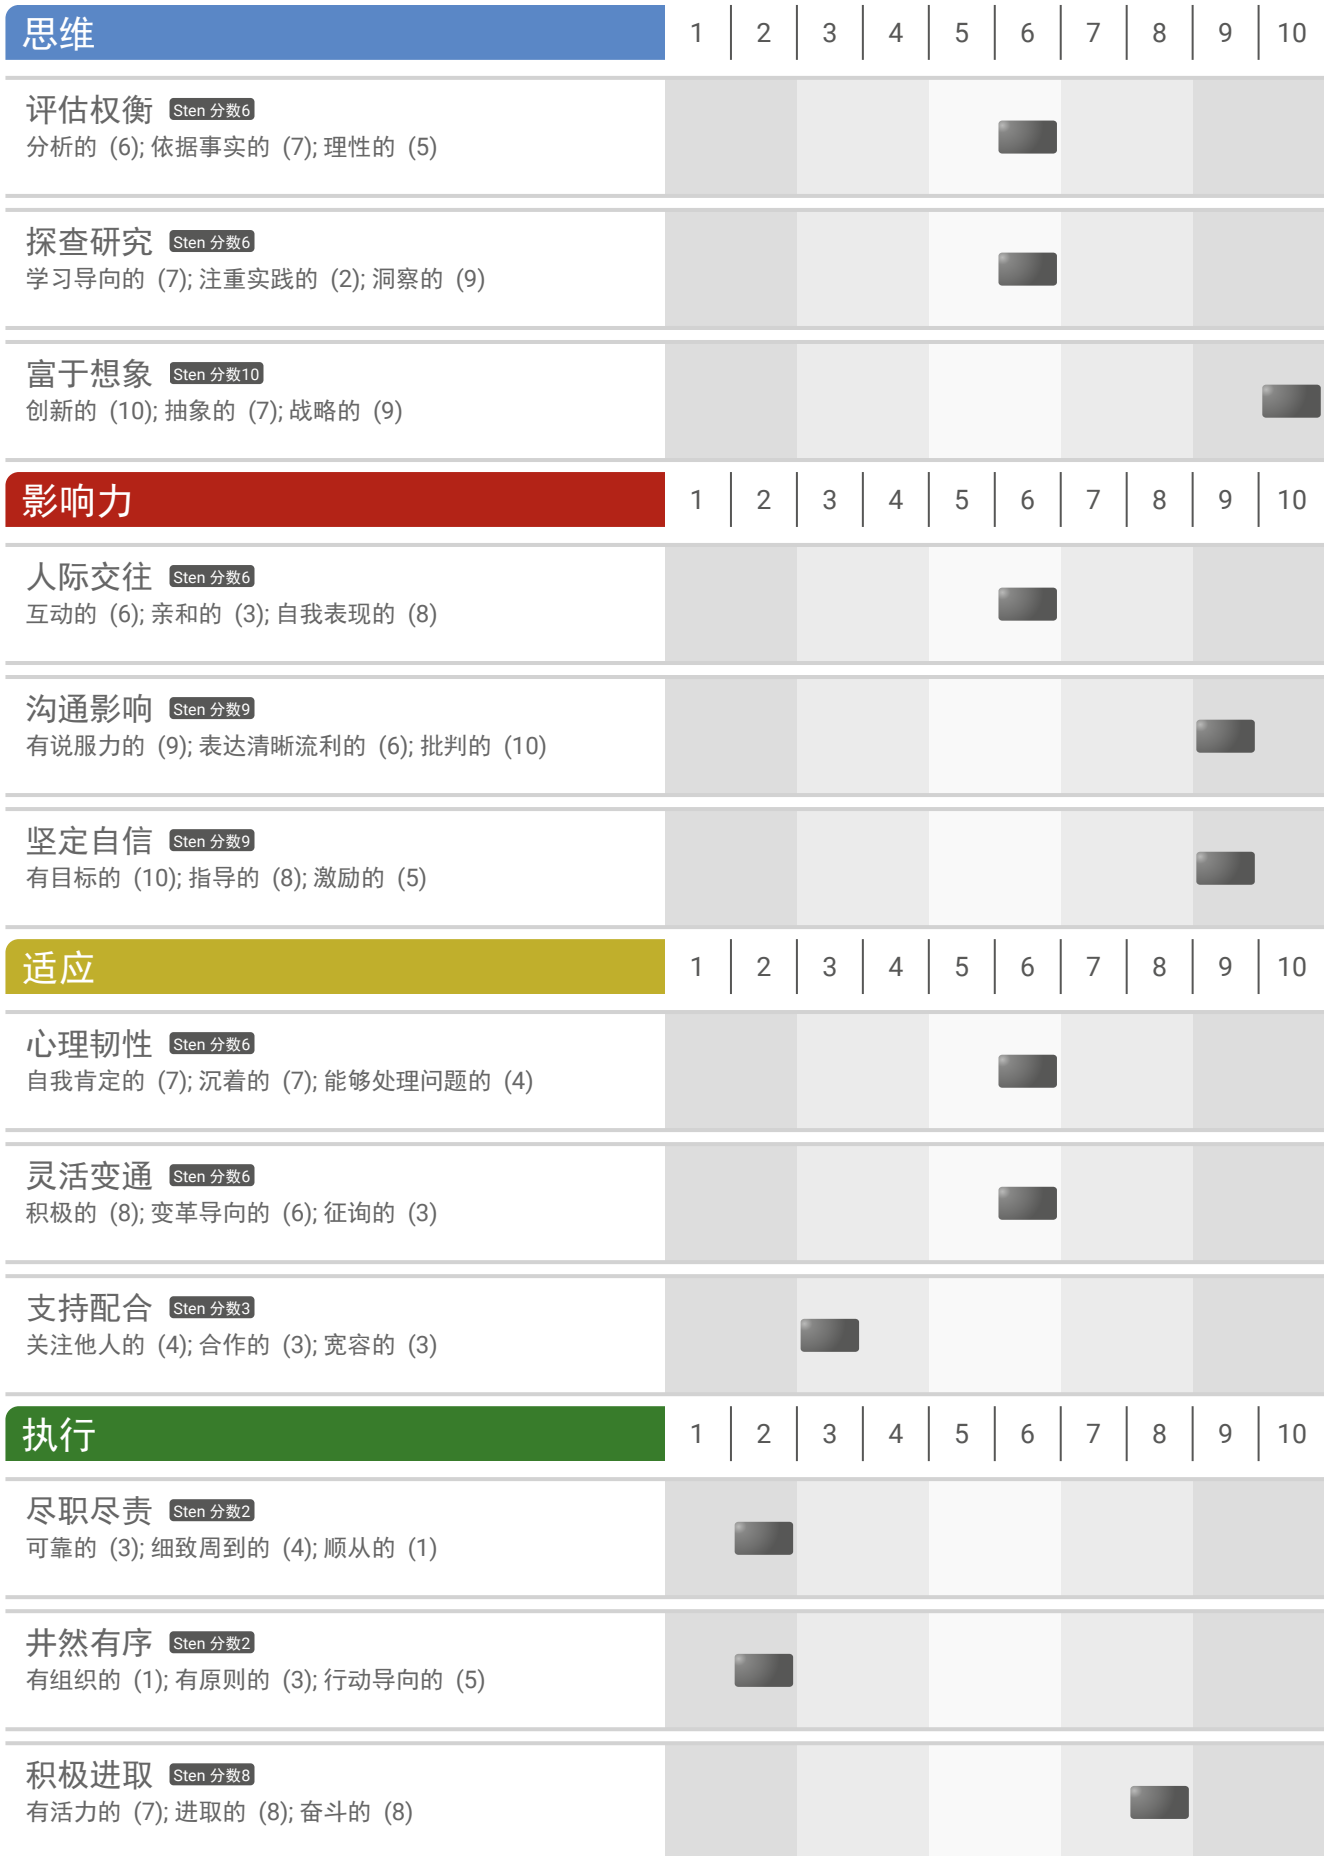 思维 1 2 3 4 5 6 7 8 9 10
评估权衡 Sten 分数6
分析的 (6); 依据事实的 (7); 理性的 (5)
探查研究 Sten 分数6
学习导向的 (7); 注重实践的 (2); 洞察的 (9)
富于想象 Sten 分数10
创新的 (10); 抽象的 (7); 战略的 (9)
影响力 1 2 3 4 5 6 7 8 9 10
人际交往 Sten 分数6
互动的 (6); 亲和的 (3); 自我表现的 (8)
沟通影响 Sten 分数9
有说服力的 (9); 表达清晰流利的 (6); 批判的 (10)
坚定自信 Sten 分数9
有目标的 (10); 指导的 (8); 激励的 (5)
适应 1 2 3 4 5 6 7 8 9 10
心理韧性 Sten 分数6
自我肯定的 (7); 沉着的 (7); 能够处理问题的 (4)
灵活变通 Sten 分数6
积极的 (8); 变革导向的 (6); 征询的 (3)
支持配合 Sten 分数3
关注他人的 (4); 合作的 (3); 宽容的 (3)
执行 1 2 3 4 5 6 7 8 9 10
尽职尽责 Sten 分数2
可靠的 (3); 细致周到的 (4); 顺从的 (1)
井然有序 Sten 分数2
有组织的 (1); 有原则的 (3); 行动导向的 (5)
积极进取 Sten 分数8
有活力的 (7); 进取的 (8); 奋斗的 (8)